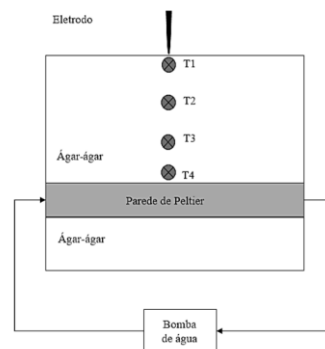 Eletrodo
T1
T2
T3
T4
Ágar-ágar
Parede de Peltier
Ágar-ágar
Bomba
de água